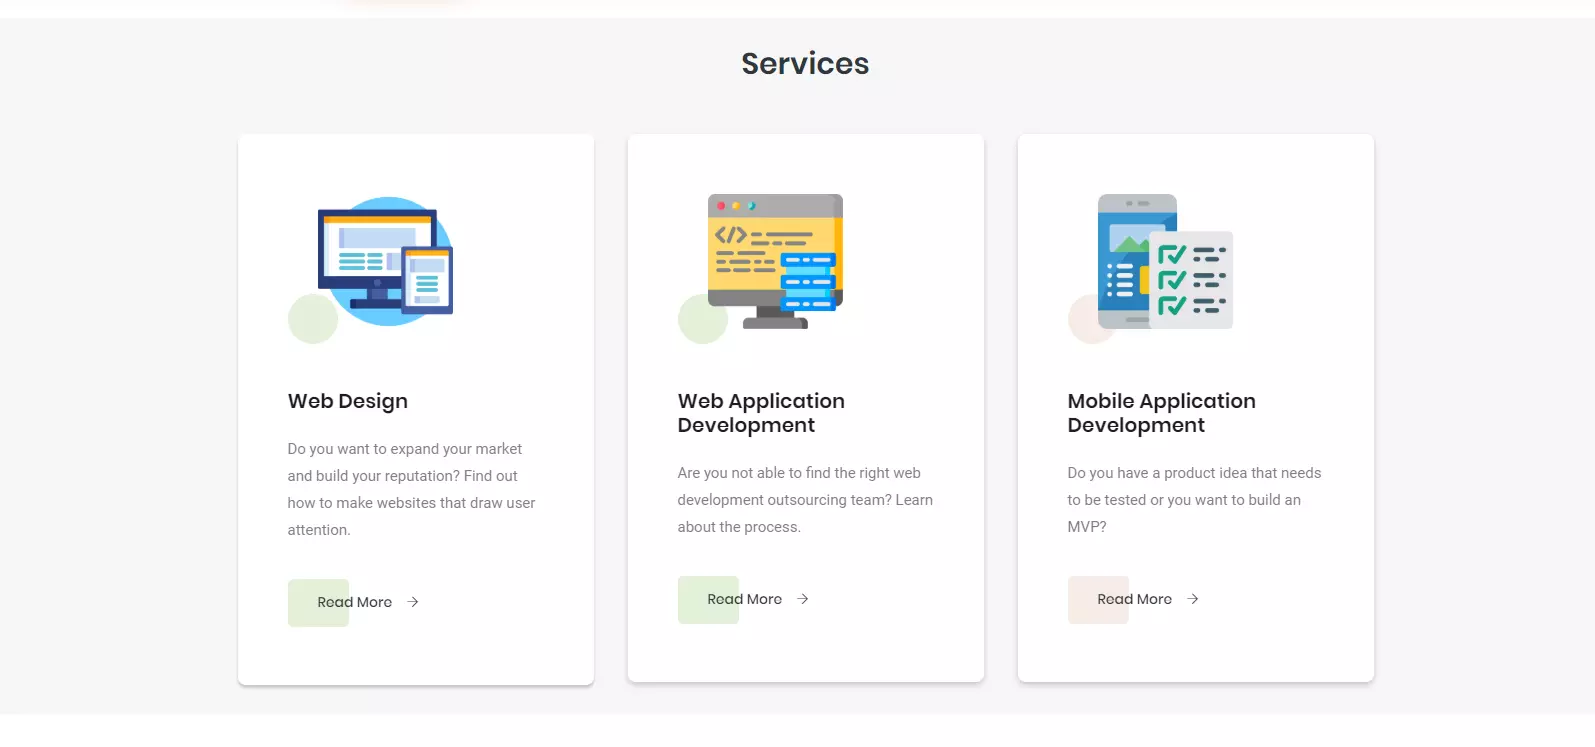 Services
Web Design
Do you want to expand your market
and build your reputation? Find out
how to make websites that draw user
attention.
Read More →
Web Application
Development
Are you not able to find the right web
development outsourcing team? Learn
about the process.
Read More →
Mobile Application
Development
Do you have a product idea that needs
to be tested or you want to build an
MVP?
Read More →